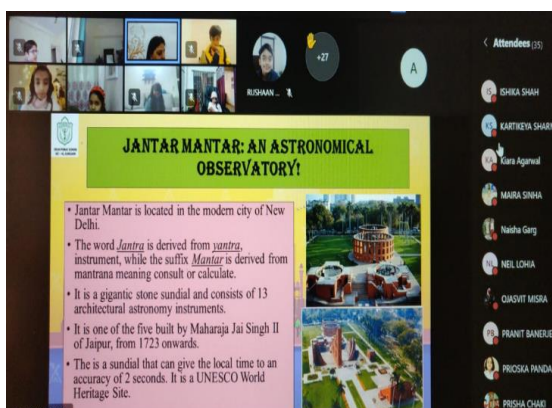 Attendees (35)
+27
A
RUSHAAN ...
JANTAR MANTAR: AN ASTRONOMICAL
OBSERVATORY!
• Jantar Mantar is located in the modern city of New
Delhi.
• The word Jantra is derived from yantra,
instrument, while the suffix Mantar is derived from
mantrana meaning consult or calculate.
• It is a gigantic stone sundial and consists of 13
architectural astronomy instruments.
• It is one of the five built by Maharaja Jai Singh II
of Jaipur, from 1723 onwards.
• The is a sundial that can give the local time to an
accuracy of 2 seconds. It is a UNESCO World
Heritage Site.
IS ISHIKA SHAH
KS KARTIKEYA SHAR
KA Kiara Agarwal
MAIRA SINHA
Naisha Garg
NL NEIL LOHIA
OJASVIT MISRA
PB PRANIT BANERJE
PRIOSKA PANDA
PRISHA CHAKI